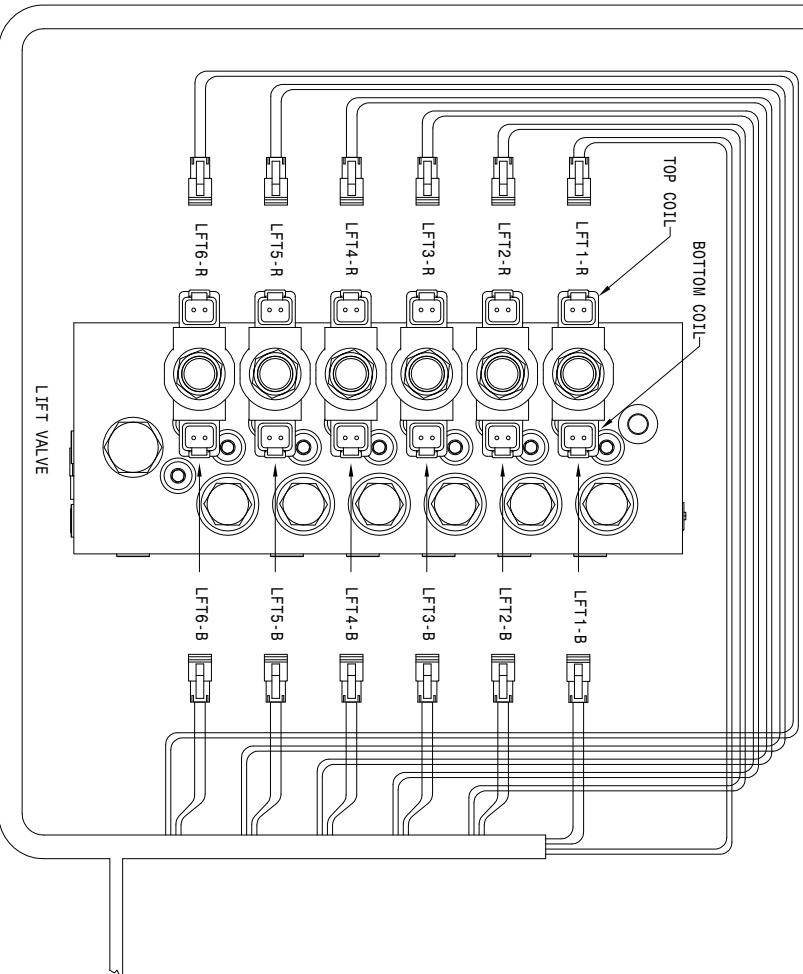 LFT6-R
LFT5-R
LFT4-R
LFT3-R
LFT2-R
LFT1-R
TOP COIL
BOTTOM COIL
LIFT VALVE
LFT6-B
LFT5-B
LFT4-B
LFT3-B
LFT2-B
LFT1-B